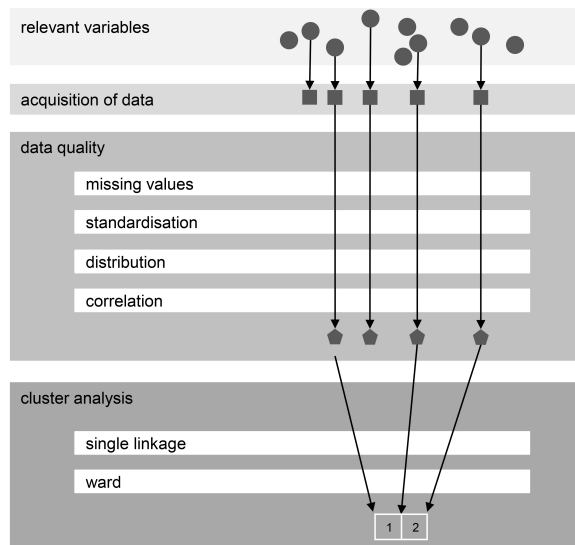 relevant variables
acquisition of data
data quality
missing values
standardisation
distribution
correlation
cluster analysis
single linkage
ward
1 2